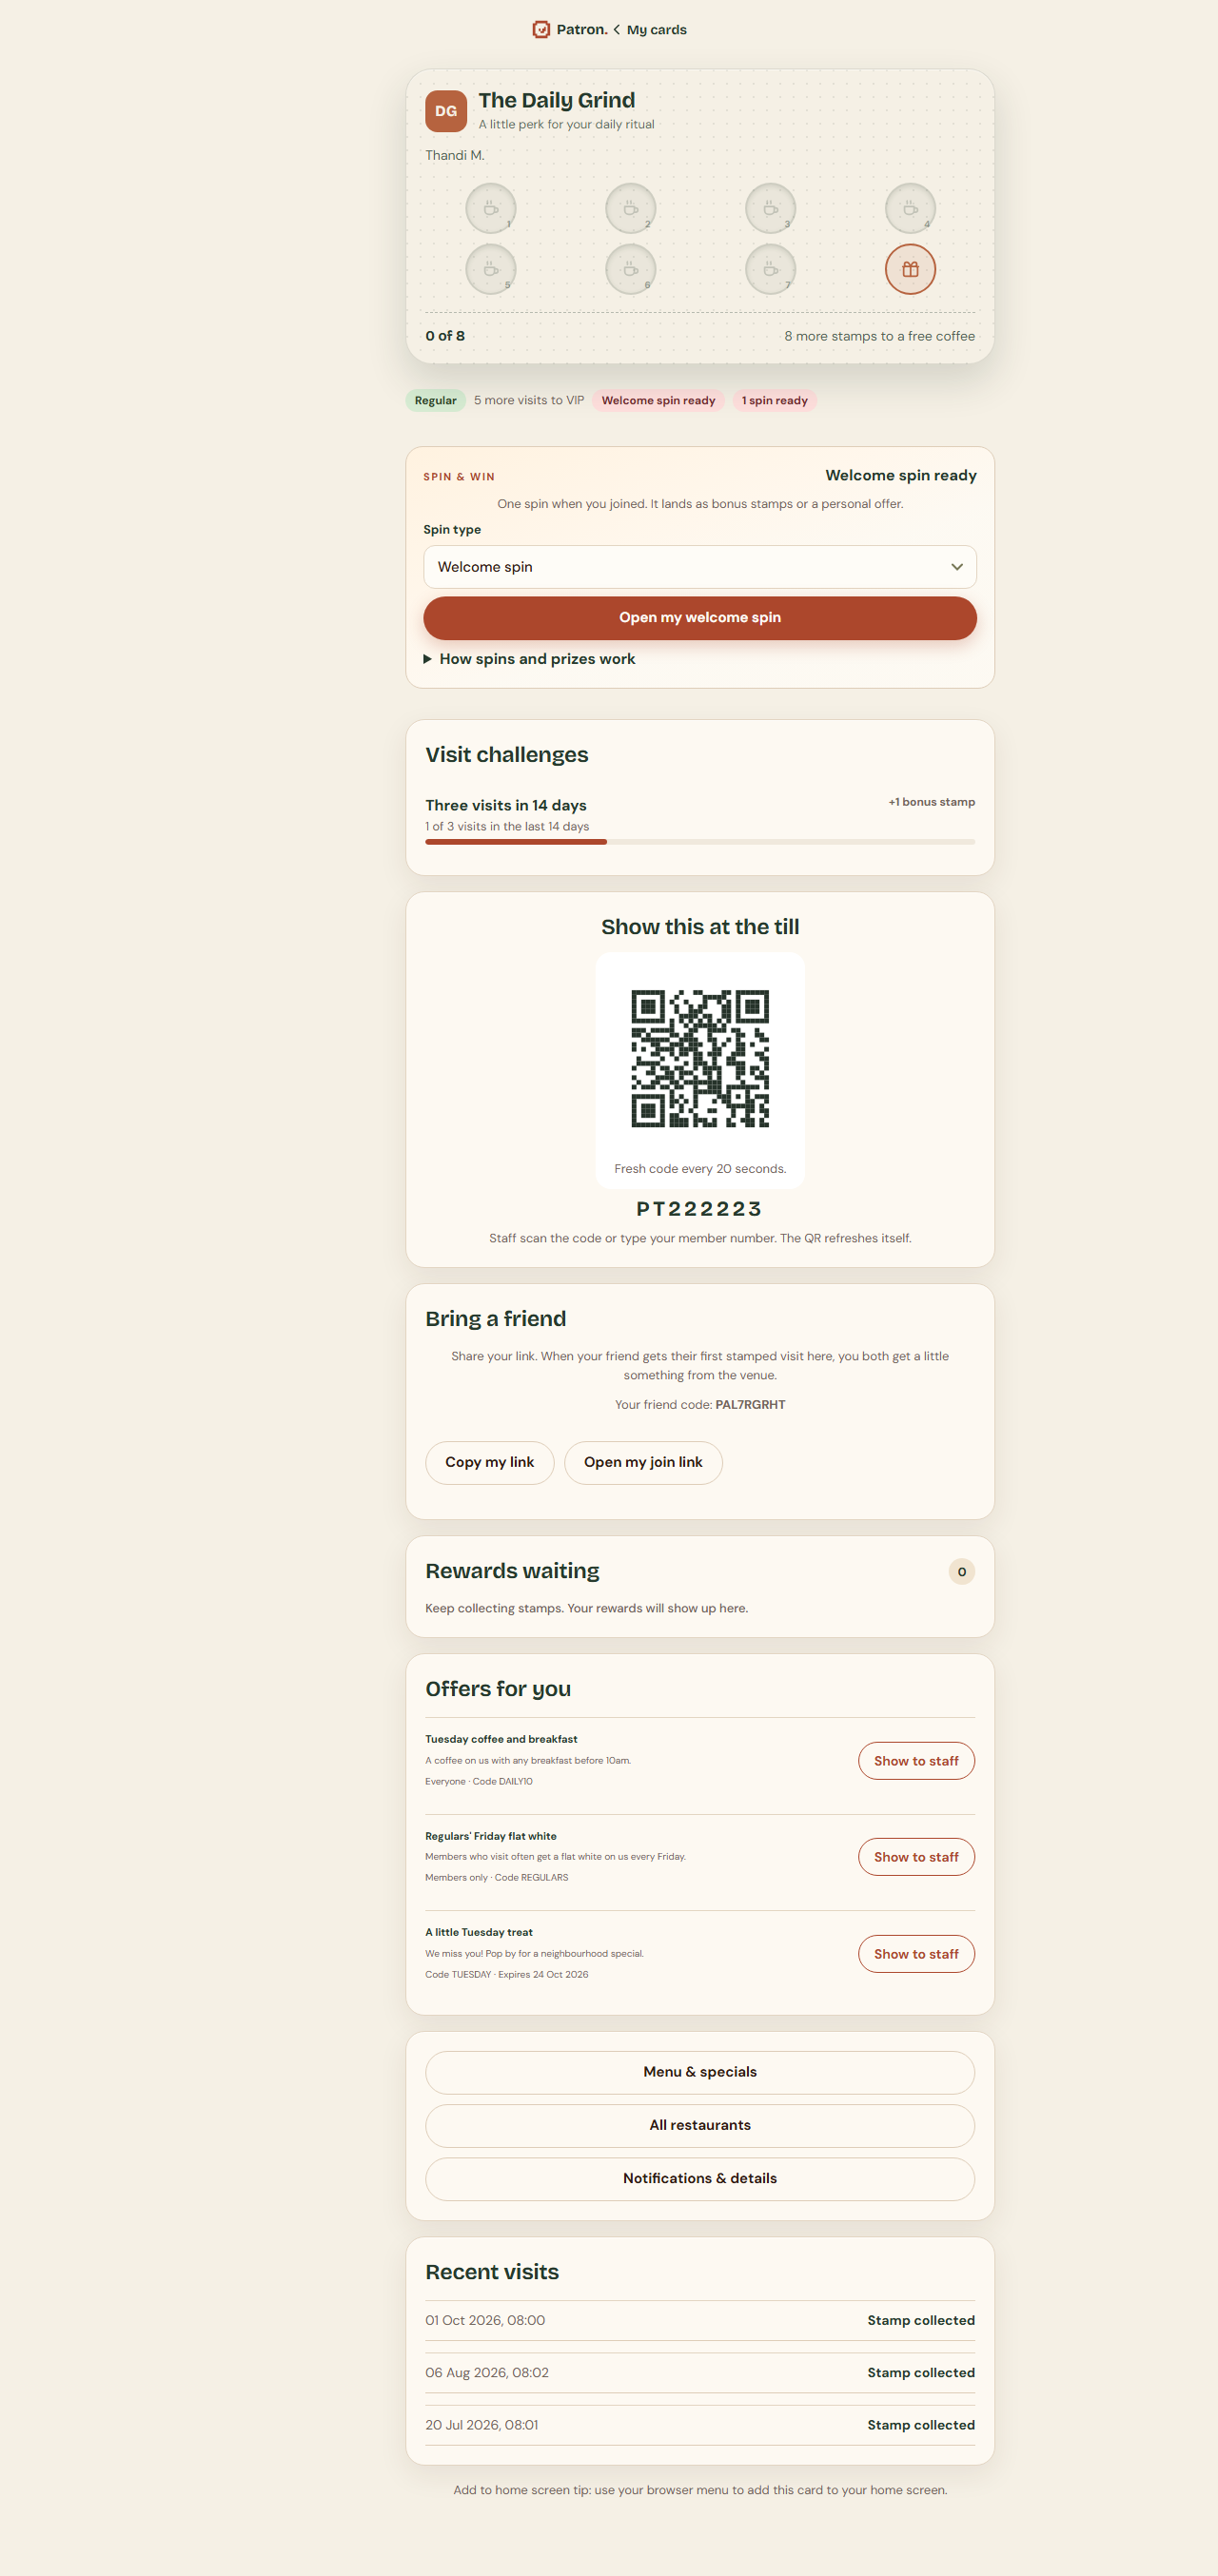 Patron. < My cards
DG
The Daily Grind
A little perk for your daily ritual
Thandi M.
1 2 3 4
5 6 7
0 of 8
8 more stamps to a free coffee
Regular 5 more visits to VIP Welcome spin ready 1 spin ready
SPIN & WIN
Welcome spin ready
One spin when you joined. It lands as bonus stamps or a personal offer.
Spin type
Welcome spin
Open my welcome spin
How spins and prizes work
Visit challenges
Three visits in 14 days
+1 bonus stamp
1 of 3 visits in the last 14 days
Show this at the till
Fresh code every 20 seconds.
PT222223
Staff scan the code or type your member number. The QR refreshes itself.
Bring a friend
Share your link. When your friend gets their first stamped visit here, you both get a little
something from the venue.
Your friend code: PAL7RGRHT
Copy my link
Open my join link
Rewards waiting
0
Keep collecting stamps. Your rewards will show up here.
Offers for you
Tuesday coffee and breakfast
A coffee on us with any breakfast before 10am.
Everyone · Code DAILY10
Show to staff
Regulars' Friday flat white
Members who visit often get a flat white on us every Friday.
Members only · Code REGULARS
Show to staff
A little Tuesday treat
We miss you! Pop by for a neighbourhood special.
Code TUESDAY · Expires 24 Oct 2026
Show to staff
Menu & specials
All restaurants
Notifications & details
Recent visits
01 Oct 2026, 08:00 Stamp collected
06 Aug 2026, 08:02 Stamp collected
20 Jul 2026, 08:01 Stamp collected
Add to home screen tip: use your browser menu to add this card to your home screen.